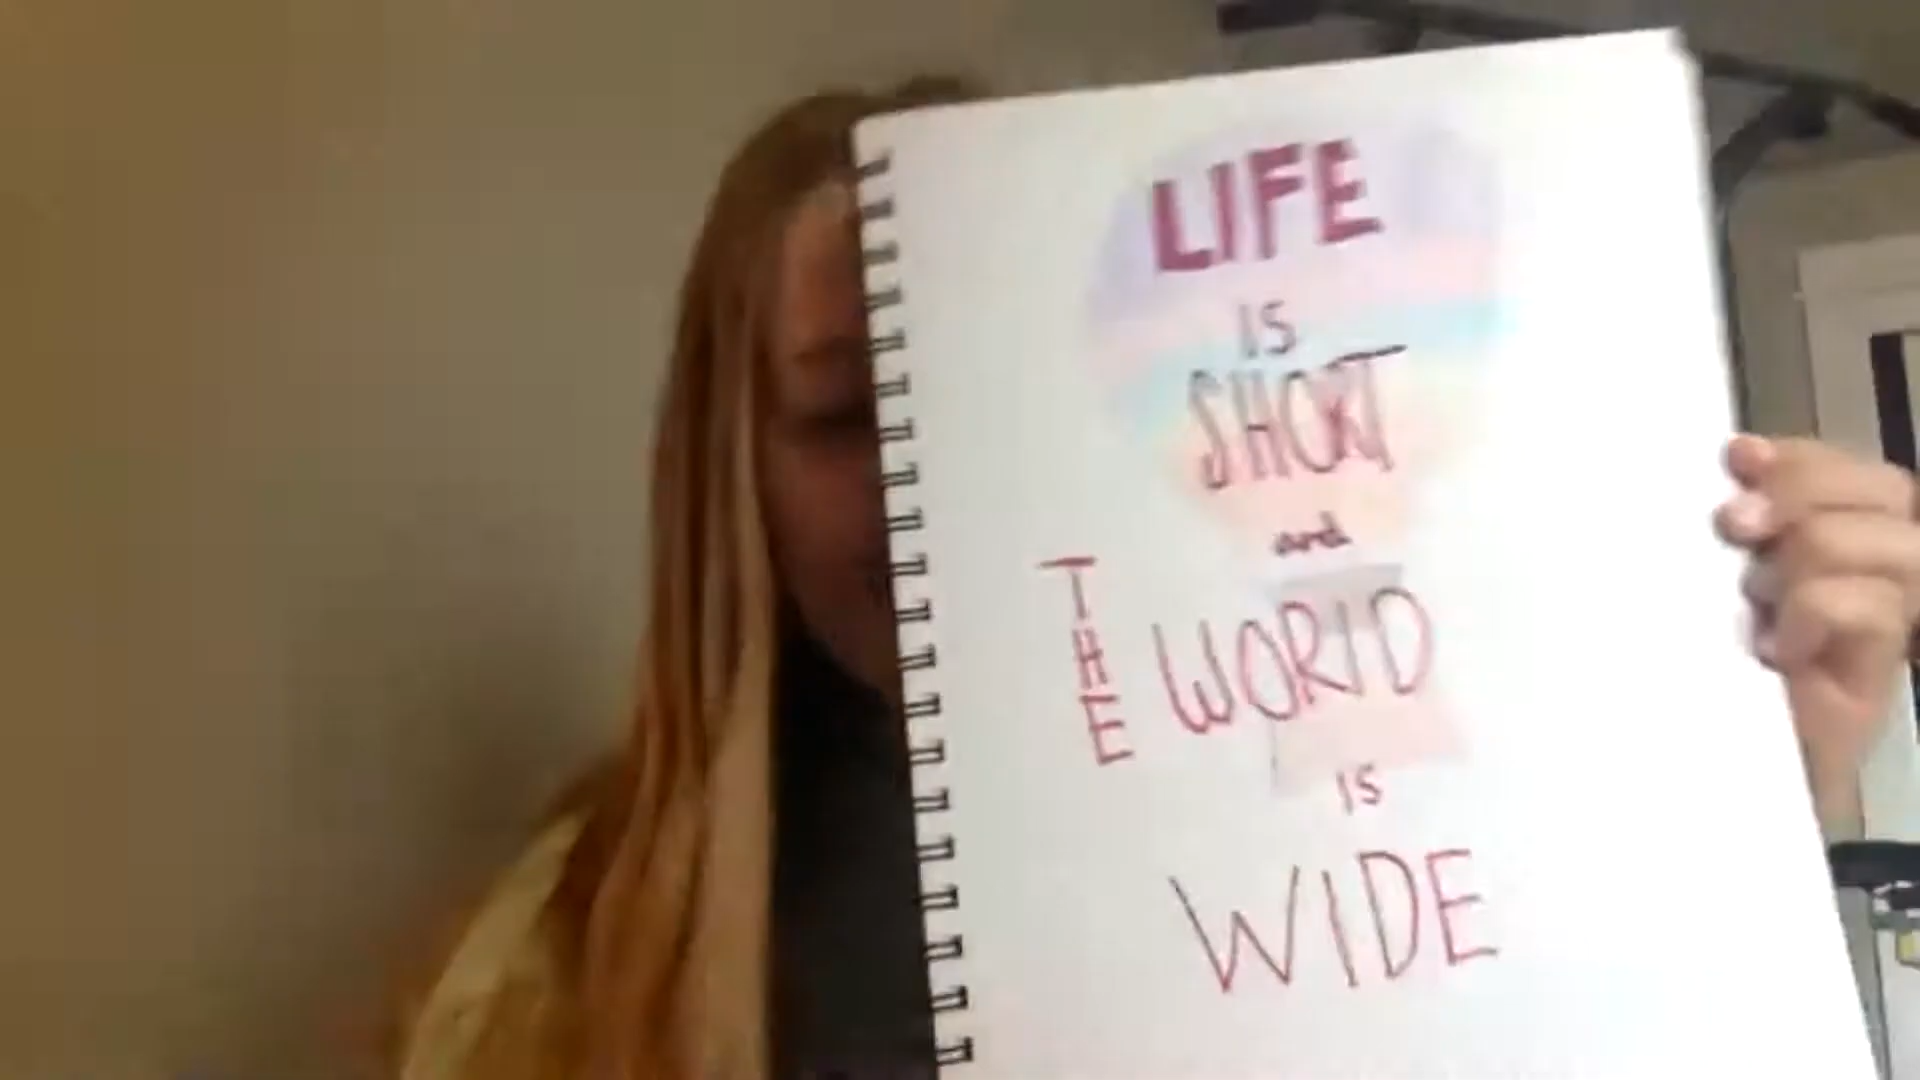 LIFE
IS
SHORT
and
THE WORLD
IS
WIDE